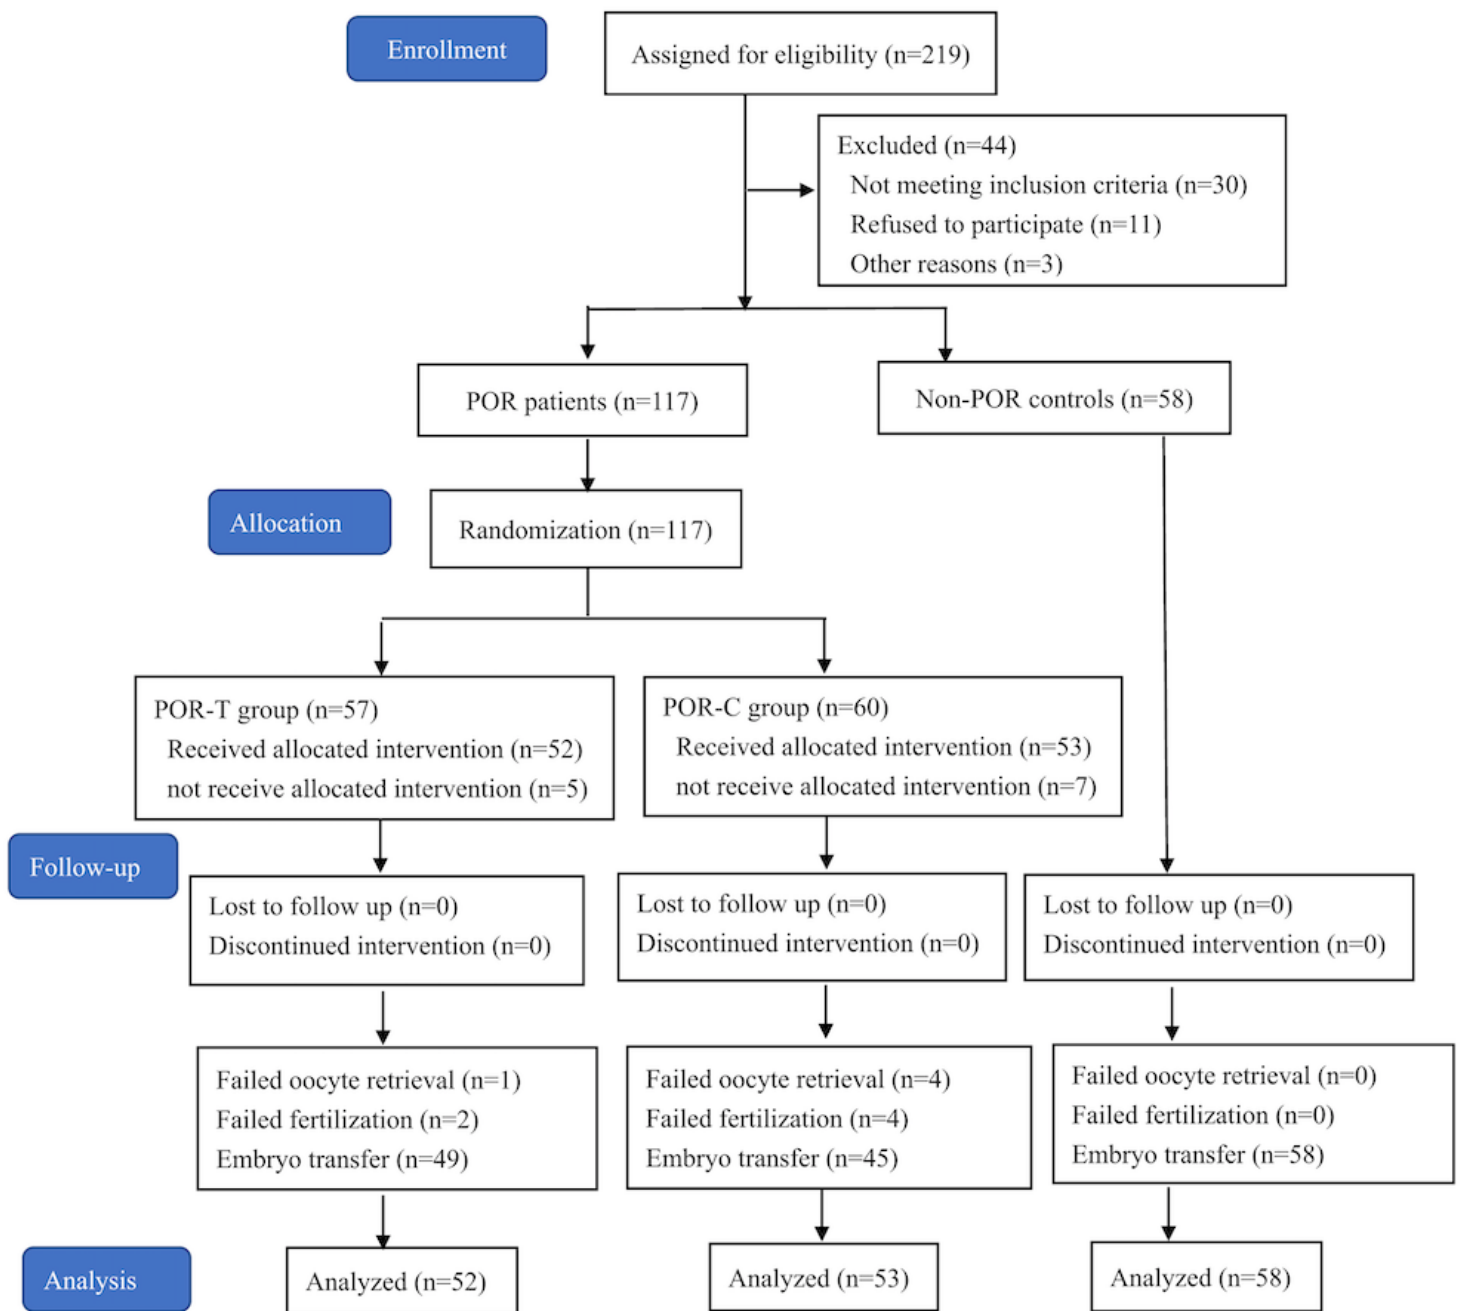 Enrollment
Assigned for eligibility (n=219)
Excluded (n=44)
Not meeting inclusion criteria (n=30)
Refused to participate (n=11)
Other reasons (n=3)
POR patients (n=117)
Non-POR controls (n=58)
Allocation
Randomization (n=117)
POR-T group (n=57)
Received allocated intervention (n=52)
not receive allocated intervention (n=5)
POR-C group (n=60)
Received allocated intervention (n=53)
not receive allocated intervention (n=7)
Follow-up
Lost to follow up (n=0)
Discontinued intervention (n=0)
Lost to follow up (n=0)
Discontinued intervention (n=0)
Lost to follow up (n=0)
Discontinued intervention (n=0)
Failed oocyte retrieval (n=1)
Failed fertilization (n=2)
Embryo transfer (n=49)
Failed oocyte retrieval (n=4)
Failed fertilization (n=4)
Embryo transfer (n=45)
Failed oocyte retrieval (n=0)
Failed fertilization (n=0)
Embryo transfer (n=58)
Analysis
Analyzed (n=52)
Analyzed (n=53)
Analyzed (n=58)